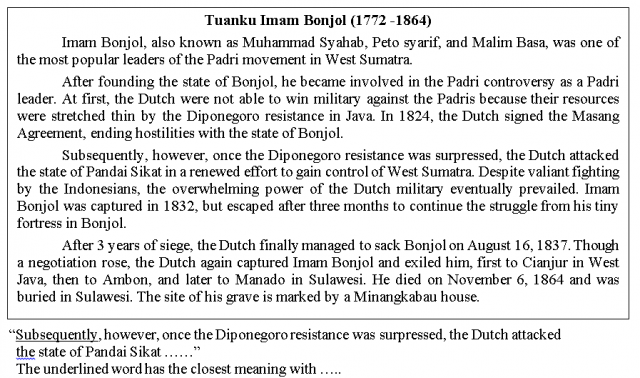 Tuanku Imam Bonjol (1772 -1864)
Imam Bonjol, also known as Muhammad Syahab, Peto syarif, and Malim Basa, was one of
the most popular leaders of the Padri movement in West Sumatra.
After founding the state of Bonjol, he became involved in the Padri controversy as a Padri
leader. At first, the Dutch were not able to win military against the Padris because their resources
were stretched thin by the Diponegoro resistance in Java. In 1824, the Dutch signed the Masang
Agreement, ending hostilities with the state of Bonjol.
Subsequently, however, once the Diponegoro resistance was surpressed, the Dutch attacked
the state of Pandai Sikat in a renewed effort to gain control of West Sumatra. Despite valiant fighting
by the Indonesians, the overwhelming power of the Dutch military eventually prevailed. Imam
Bonjol was captured in 1832, but escaped after three months to continue the struggle from his tiny
fortress in Bonjol.
After 3 years of siege, the Dutch finally managed to sack Bonjol on August 16, 1837. Though
a negotiation rose, the Dutch again captured Imam Bonjol and exiled him, first to Cianjur in West
Java, then to Ambon, and later to Manado in Sulawesi. He died on November 6, 1864 and was
buried in Sulawesi. The site of his grave is marked by a Minangkabau house.
“Subsequently, however, once the Diponegoro resistance was surpressed, the Dutch attacked
the state of Pandai Sikat ……”
The underlined word has the closest meaning with …..